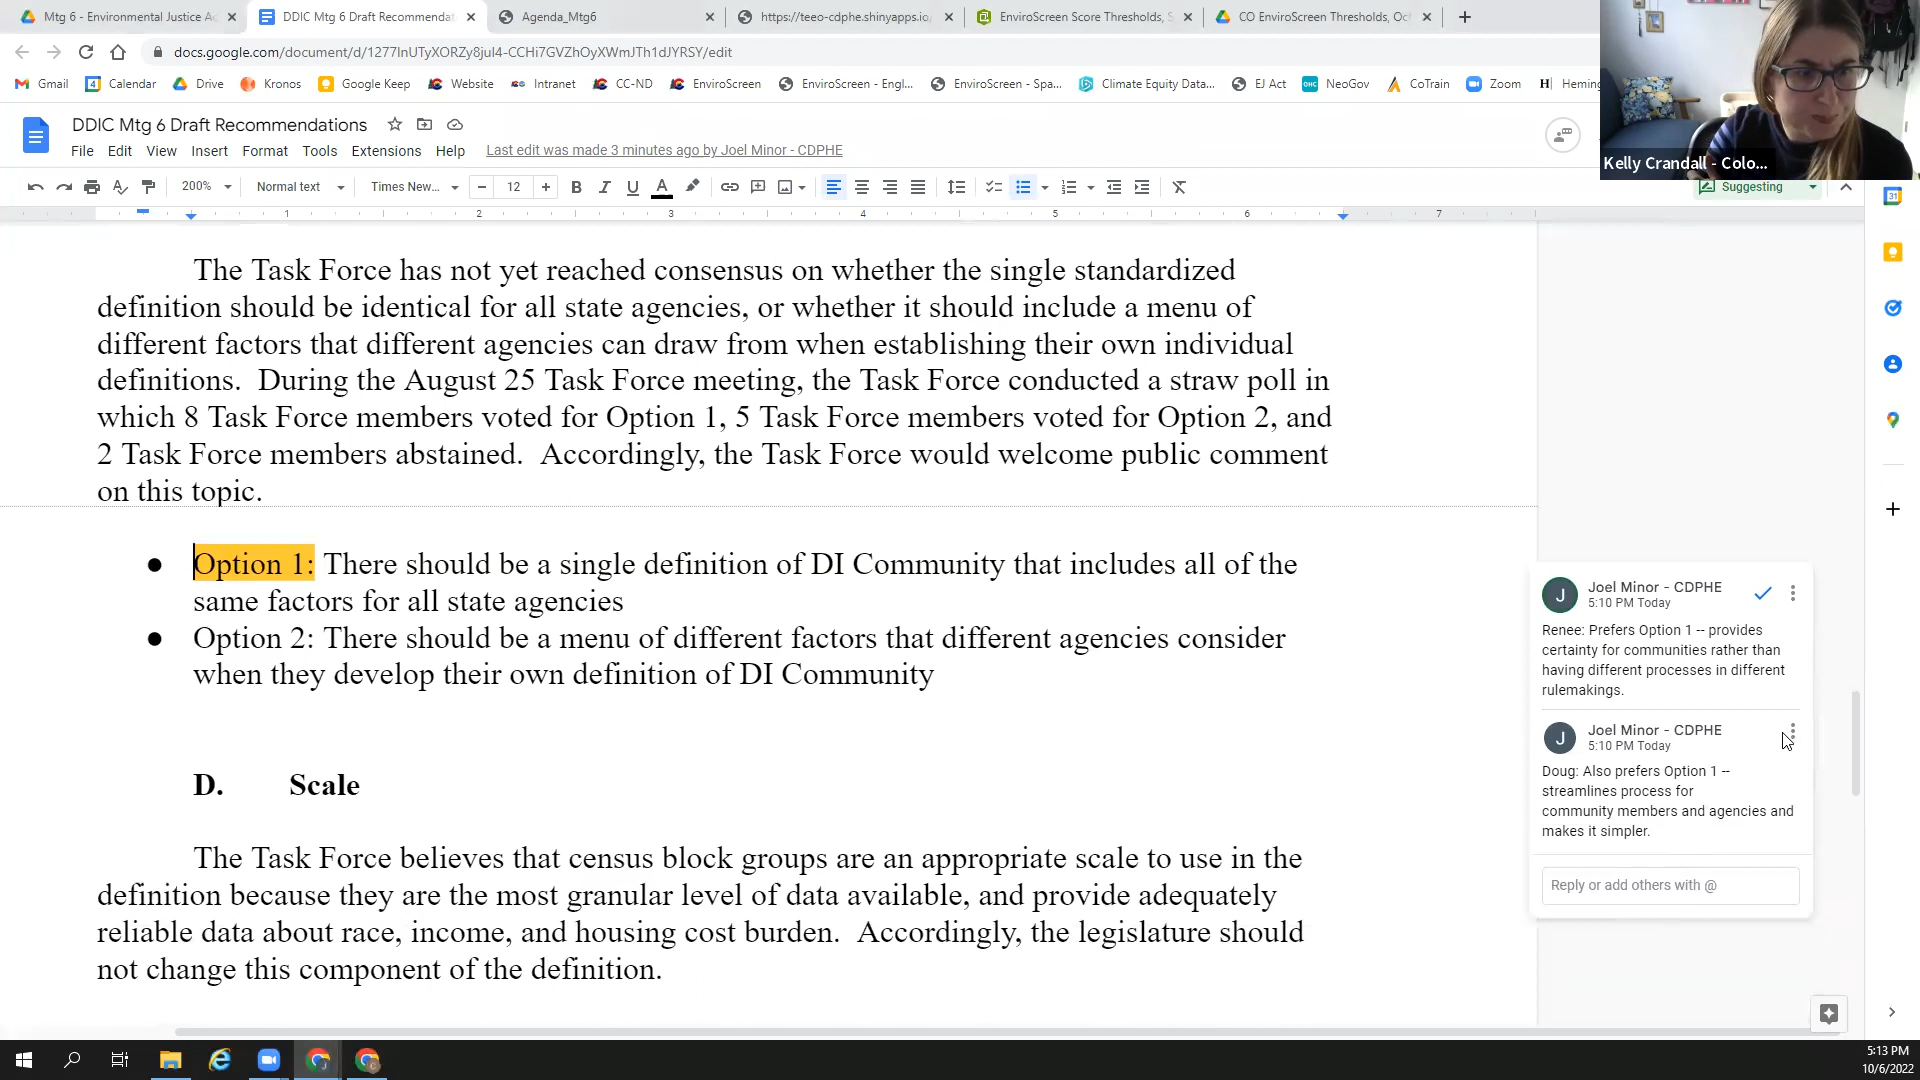 Mtg 6 - Environmental Justice Ac
DDIC Mtg 6 Draft Recommendat
Agenda_Mtg6
https://teeo-cdphe.shinyapps.io/
EnviroScreen Score Thresholds, S
CO EnviroScreen Thresholds, Oct
docs.google.com/document/d/1277lnUTyXORZy8jul4-CCHi7GVZhOyXWmJTh1dJYRSY/edit
Gmail
Calendar
Drive
Kronos
Google Keep
Website
Intranet
CC-ND
EnviroScreen
EnviroScreen - Engl...
EnviroScreen - Spa...
Climate Equity Data...
EJ Act
NeoGov
CoTrain
Zoom
Heming
Kelly Crandall - Colo...
DDIC Mtg 6 Draft Recommendations
File Edit View Insert Format Tools Extensions Help
Last edit was made 3 minutes ago by Joel Minor - CDPHE
200%
Normal text
Times New...
12
Suggesting
1 2 3 4 5 6 7
The Task Force has not yet reached consensus on whether the single standardized
definition should be identical for all state agencies, or whether it should include a menu of
different factors that different agencies can draw from when establishing their own individual
definitions.  During the August 25 Task Force meeting, the Task Force conducted a straw poll in
which 8 Task Force members voted for Option 1, 5 Task Force members voted for Option 2, and
2 Task Force members abstained.  Accordingly, the Task Force would welcome public comment
on this topic.
● Option 1: There should be a single definition of DI Community that includes all of the
same factors for all state agencies
● Option 2: There should be a menu of different factors that different agencies consider
when they develop their own definition of DI Community
D. Scale
The Task Force believes that census block groups are an appropriate scale to use in the
definition because they are the most granular level of data available, and provide adequately
reliable data about race, income, and housing cost burden.  Accordingly, the legislature should
not change this component of the definition.
Joel Minor - CDPHE
5:10 PM Today
Renee: Prefers Option 1 -- provides
certainty for communities rather than
having different processes in different
rulemakings.
Joel Minor - CDPHE
5:10 PM Today
Doug: Also prefers Option 1 --
streamlines process for
community members and agencies and
makes it simpler.
Reply or add others with @
5:13 PM
10/6/2022